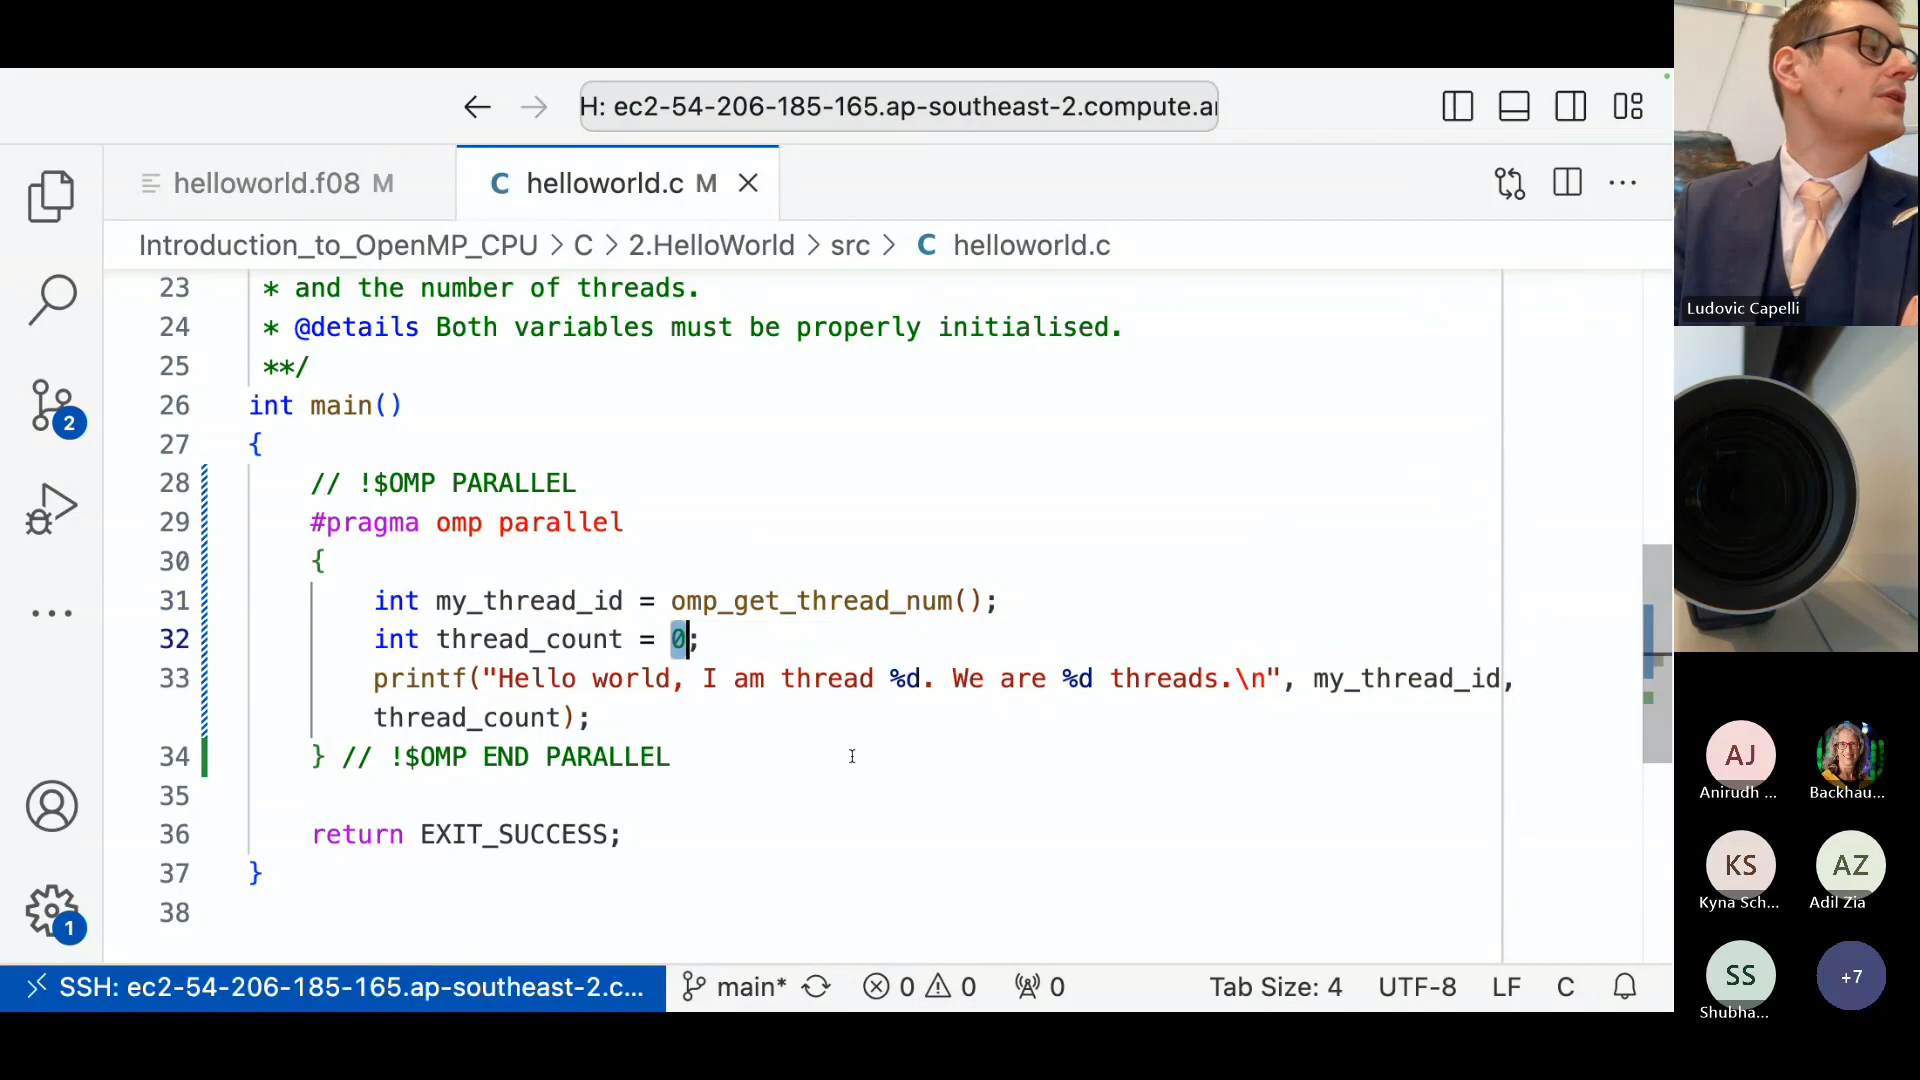 H: ec2-54-206-185-165.ap-southeast-2.compute.a
helloworld.f08 M
C helloworld.c M
Introduction_to_OpenMP_CPU > C > 2.HelloWorld > src > C helloworld.c
23 * and the number of threads.
24 * @details Both variables must be properly initialised.
25 **/
26 int main()
27 {
28 // !$OMP PARALLEL
29 #pragma omp parallel
30 {
31 int my_thread_id = omp_get_thread_num();
32 int thread_count = 0;
33 printf("Hello world, I am thread %d. We are %d threads.\n", my_thread_id,
thread_count);
34 } // !$OMP END PARALLEL
35
36 return EXIT_SUCCESS;
37 }
38
2
1
SSH: ec2-54-206-185-165.ap-southeast-2.c... main* 0 0 0 Tab Size: 4 UTF-8 LF C
Ludovic Capelli
AJ
Anirudh ...
Backhau...
KS
Kyna Sch...
AZ
Adil Zia
SS
Shubha...
+7